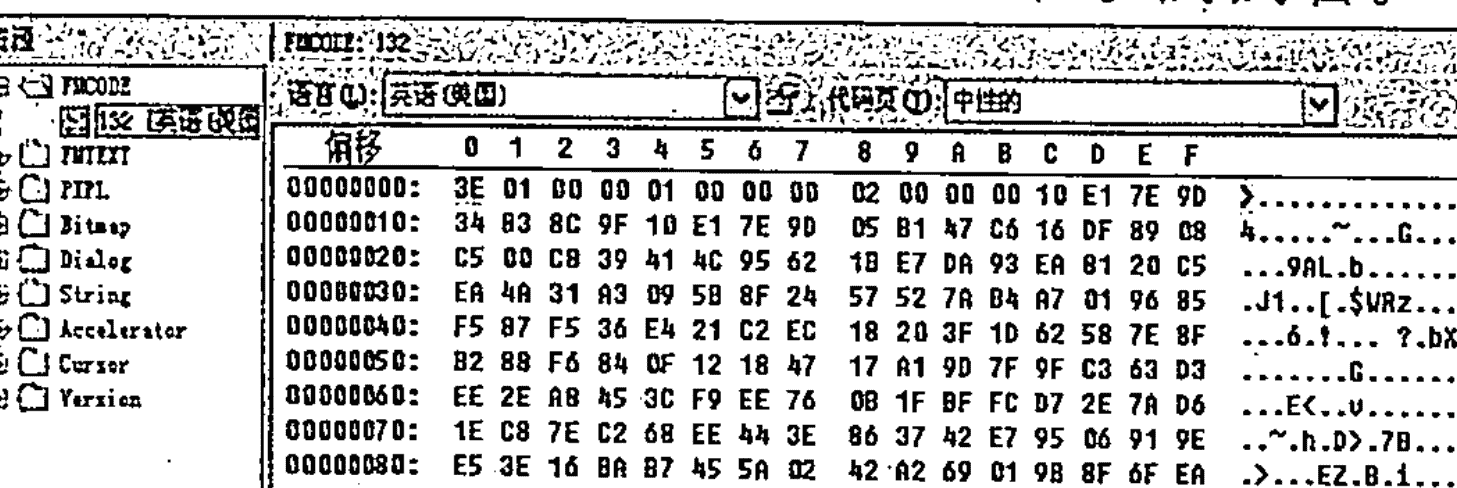 FMCODE: 132
FMCODE
语言(L): 英语(美国)
代码页(T): 中性的
132
FMTEXT
PIPL
Bitmap
Dialog
String
Accelerator
Cursor
Version
偏移 0 1 2 3 4 5 6 7 8 9 A B C D E F
00000000: 3E 01 00 00 01 00 00 00 02 00 00 00 10 E1 7E 9D >..............
00000010: 34 83 8C 9F 10 E1 7E 9D 05 B1 47 C6 16 DF 89 08 4.....~...G...
00000020: C5 00 C8 39 41 4C 95 62 1B E7 DA 93 EA 81 20 C5 ...9AL.b......
00000030: EA 4A 31 A3 09 5B 8F 24 57 52 7A B4 A7 01 96 85 .J1..[.$WRz...
00000040: F5 87 F5 36 E4 21 C2 EC 18 20 3F 1D 62 58 7E 8F ...6.!... ?.bX
00000050: B2 88 F6 84 0F 12 18 47 17 A1 9D 7F 9F C3 63 D3 .......G......
00000060: EE 2E A8 45 3C F9 EE 76 0B 1F BF FC D7 2E 7A D6 ...E<..v......
00000070: 1E C8 7E C2 68 EE 44 3E 86 37 42 E7 95 06 91 9E ..~.h.D>.7B...
00000080: E5 3E 16 BA B7 45 5A 02 42 A2 69 01 9B 8F 6F EA .>...EZ.B.i...